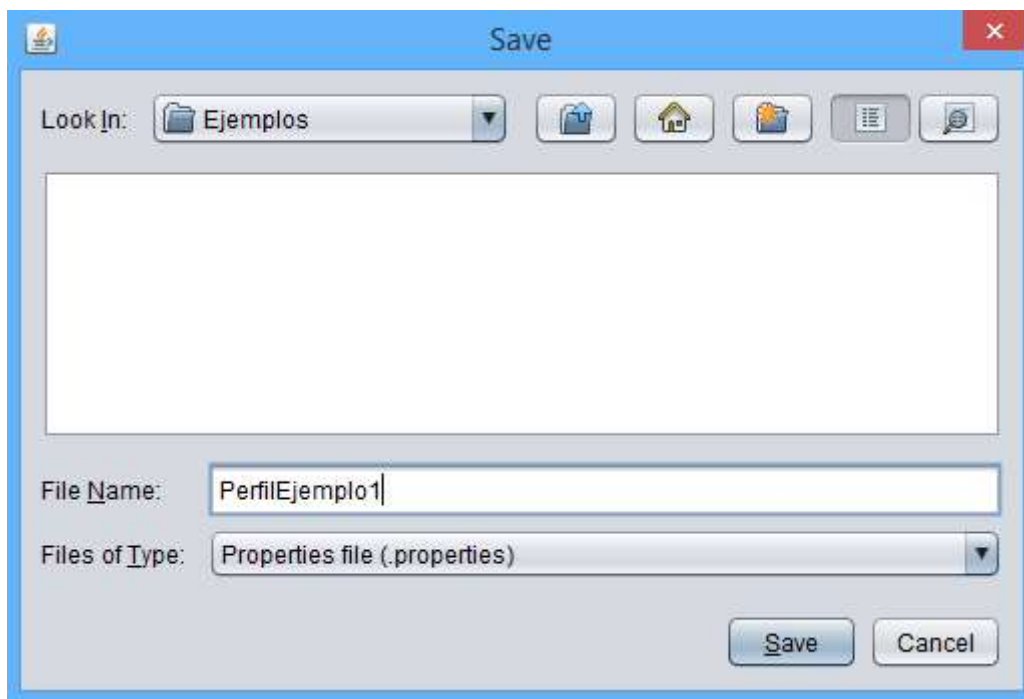 Save
Look In: Ejemplos
File Name: PerfilEjemplo1
Files of Type: Properties file (.properties)
Save Cancel